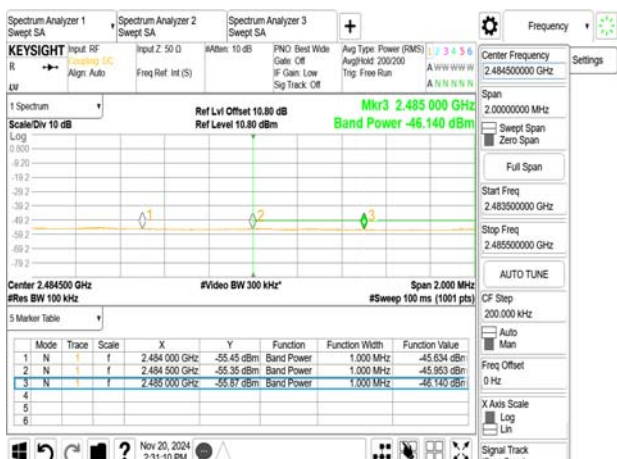 Spectrum Analyzer 1
Swept SA
Spectrum Analyzer 2
Swept SA
Spectrum Analyzer 3
Swept SA
+
Frequency
KEYSIGHT
R
Input: RF
Coupling: DC
Align: Auto
Input Z: 50 Ω
Freq Ref: Int (S)
#Atten: 10 dB
PNO: Best Wide
Gate: Off
IF Gain: Low
Sig Track: Off
Avg Type: Power (RMS)
Avg|Hold: 200/200
Trig: Free Run
1 2 3 4 5 6
A W W W W W
A N N N N N
1 Spectrum
Scale/Div 10 dB
Log
Ref Lvl Offset 10.80 dB
Ref Level 10.80 dBm
Mkr3 2.485 000 GHz
Band Power -46.140 dBm
0.800
-9.20
-19.2
-29.2
-39.2
-49.2
-59.2
-69.2
-79.2
1
2
3
Center 2.484500 GHz
#Res BW 100 kHz
#Video BW 300 kHz*
Span 2.000 MHz
#Sweep 100 ms (1001 pts)
5 Marker Table
Mode Trace Scale X Y Function Function Width Function Value
1 N 1 f 2.484 000 GHz -55.45 dBm Band Power 1.000 MHz -45.634 dBm
2 N 1 f 2.484 500 GHz -55.35 dBm Band Power 1.000 MHz -45.953 dBm
3 N 1 f 2.485 000 GHz -55.87 dBm Band Power 1.000 MHz -46.140 dBm
4
5
6
Nov 20, 2024
2:31:10 PM
Center Frequency
2.484500000 GHz
Settings
Span
2.00000000 MHz
Swept Span
Zero Span
Full Span
Start Freq
2.483500000 GHz
Stop Freq
2.485500000 GHz
AUTO TUNE
CF Step
200.000 kHz
Auto
Man
Freq Offset
0 Hz
X Axis Scale
Log
Lin
Signal Track